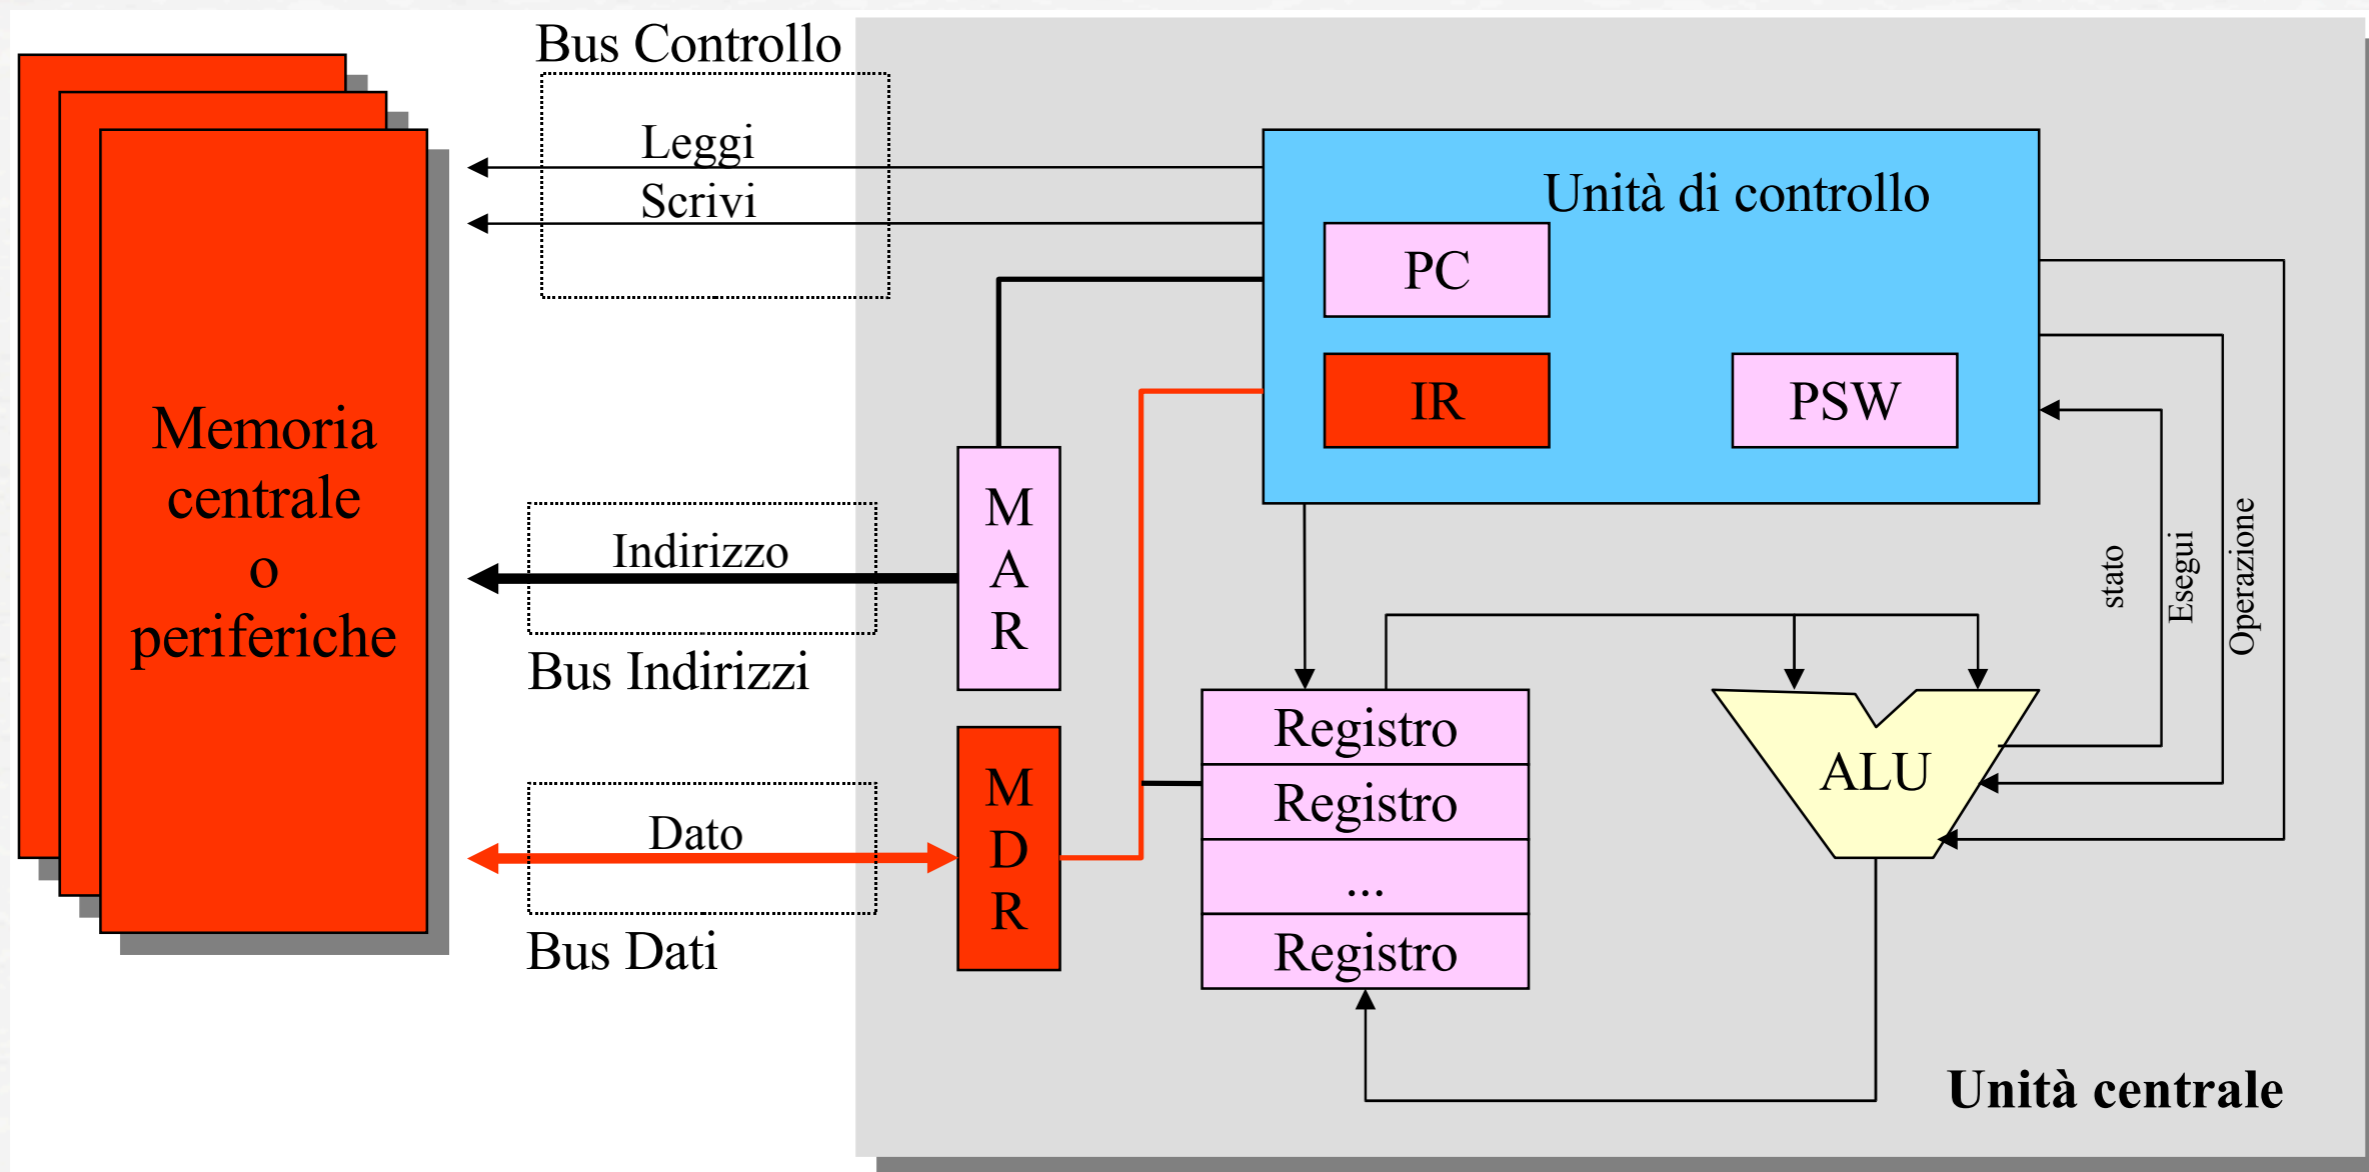 Bus Controllo
Leggi
Scrivi
Unità di controllo
PC
IR
PSW
Memoria
centrale
o
periferiche
Indirizzo
Bus Indirizzi
M
A
R
stato
Esegui
Operazione
Dato
Bus Dati
M
D
R
Registro
Registro
...
Registro
ALU
Unità centrale